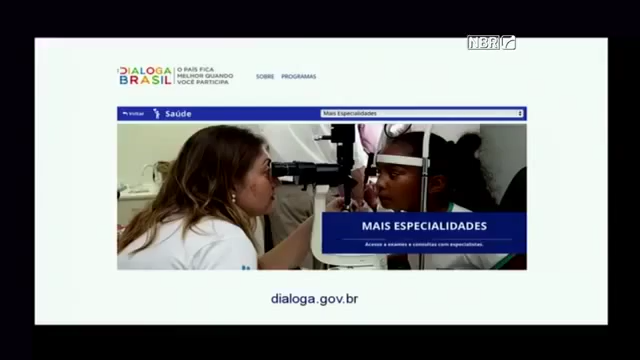 NBR
DIALOGA
BRASIL
O PAÍS FICA
MELHOR QUANDO
VOCÊ PARTICIPA
SOBRE PROGRAMAS
Voltar Saúde Mais Especialidades
MAIS ESPECIALIDADES
Acesso a exames e consultas com especialistas.
dialoga.gov.br